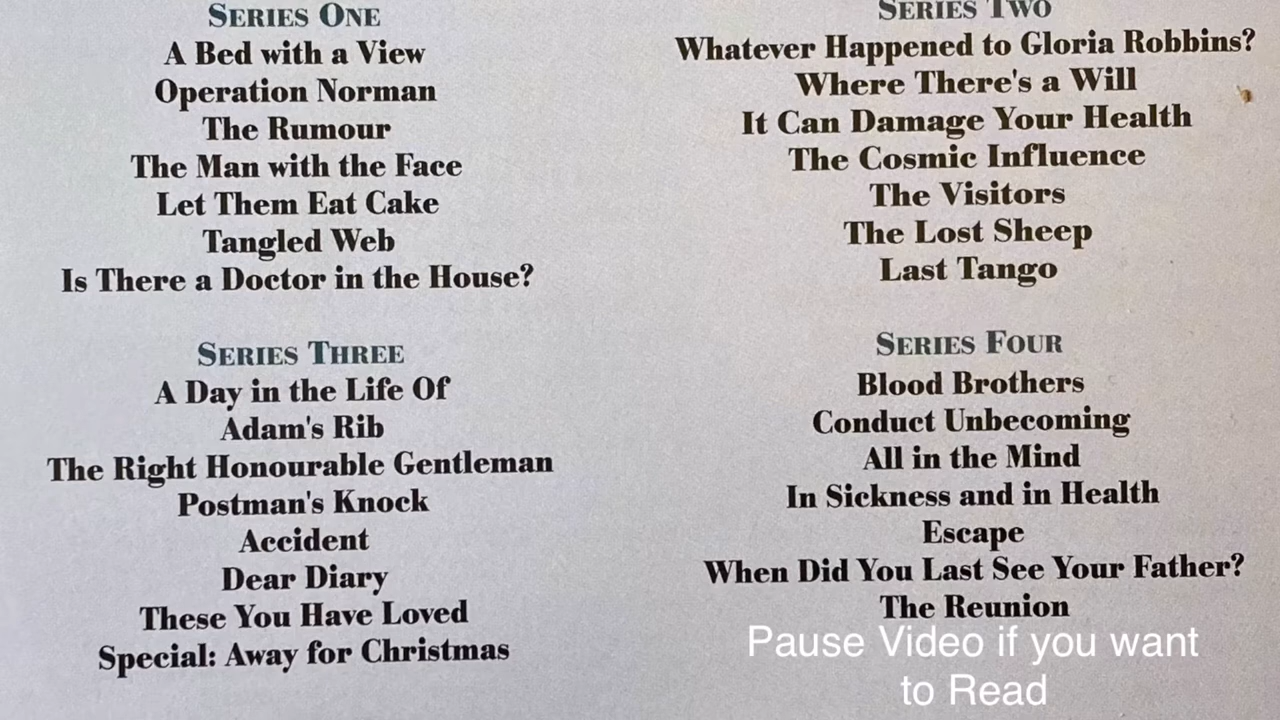 SERIES ONE
A Bed with a View
Operation Norman
The Rumour
The Man with the Face
Let Them Eat Cake
Tangled Web
Is There a Doctor in the House?
SERIES TWO
Whatever Happened to Gloria Robbins?
Where There's a Will
It Can Damage Your Health
The Cosmic Influence
The Visitors
The Lost Sheep
Last Tango
SERIES THREE
A Day in the Life Of
Adam's Rib
The Right Honourable Gentleman
Postman's Knock
Accident
Dear Diary
These You Have Loved
Special: Away for Christmas
SERIES FOUR
Blood Brothers
Conduct Unbecoming
All in the Mind
In Sickness and in Health
Escape
When Did You Last See Your Father?
The Reunion
Pause Video if you want
to Read